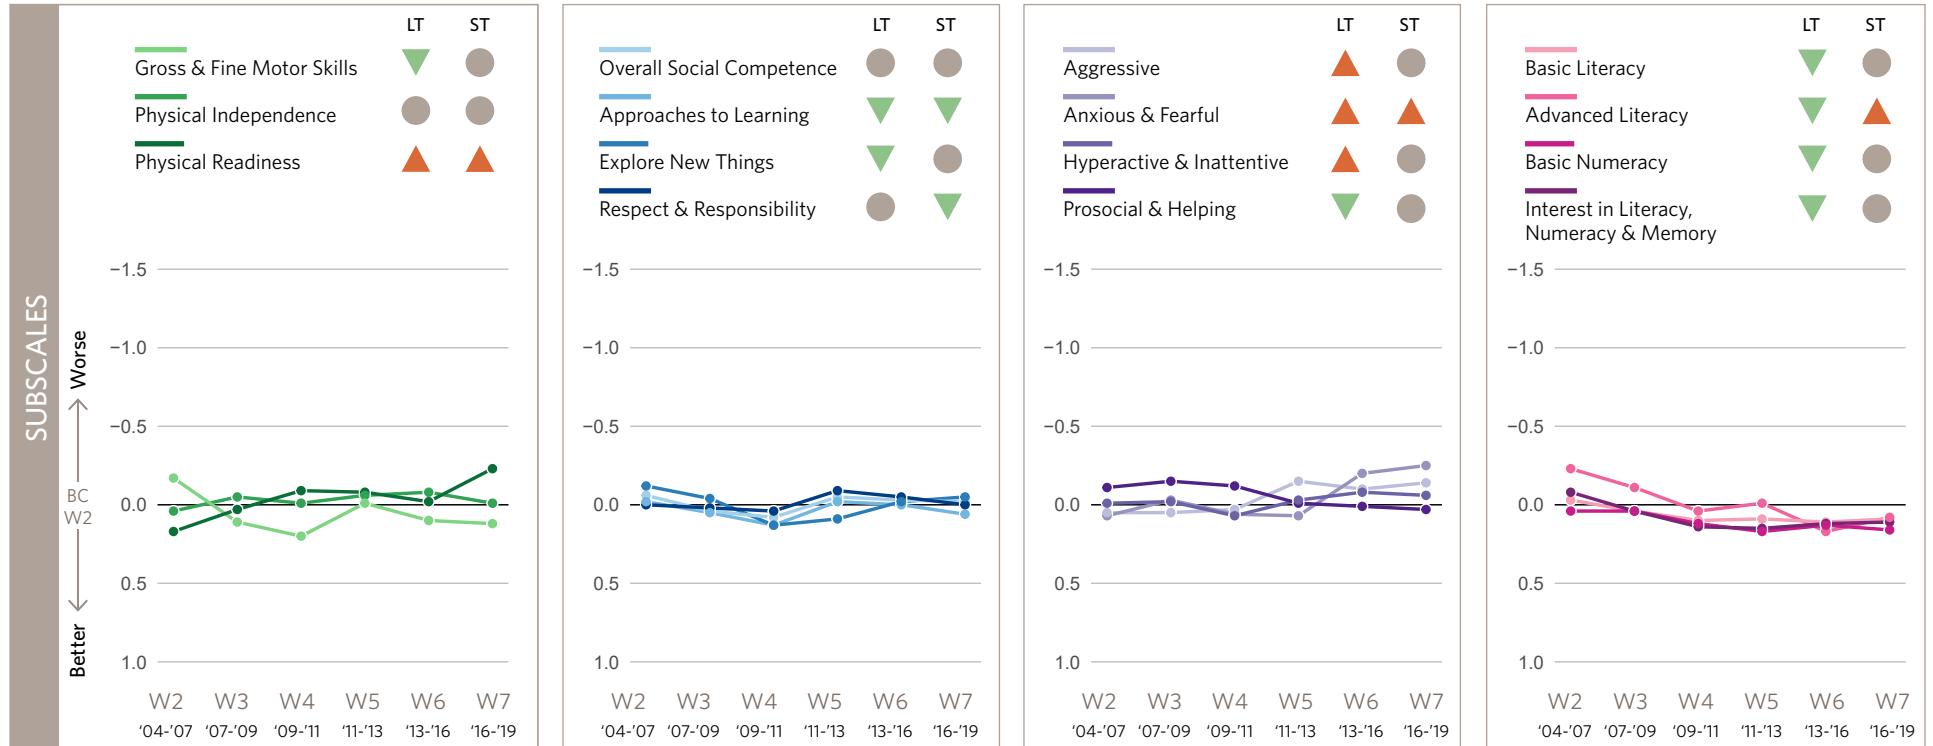 SUBSCALES
LT ST
Gross & Fine Motor Skills
Physical Independence
Physical Readiness
Worse
BC
W2
Better
−1.5
−1.0
−0.5
0.0
0.5
1.0
W2 W3 W4 W5 W6 W7
‘04-’07 ‘07-’09 ‘09-’11 ‘11-’13 ‘13-’16 ‘16-’19
LT ST
Overall Social Competence
Approaches to Learning
Explore New Things
Respect & Responsibility
−1.5
−1.0
−0.5
0.0
0.5
1.0
W2 W3 W4 W5 W6 W7
‘04-’07 ‘07-’09 ‘09-’11 ‘11-’13 ‘13-’16 ‘16-’19
LT ST
Aggressive
Anxious & Fearful
Hyperactive & Inattentive
Prosocial & Helping
−1.5
−1.0
−0.5
0.0
0.5
1.0
W2 W3 W4 W5 W6 W7
‘04-’07 ‘07-’09 ‘09-’11 ‘11-’13 ‘13-’16 ‘16-’19
LT ST
Basic Literacy
Advanced Literacy
Basic Numeracy
Interest in Literacy,
Numeracy & Memory
−1.5
−1.0
−0.5
0.0
0.5
1.0
W2 W3 W4 W5 W6 W7
‘04-’07 ‘07-’09 ‘09-’11 ‘11-’13 ‘13-’16 ‘16-’19